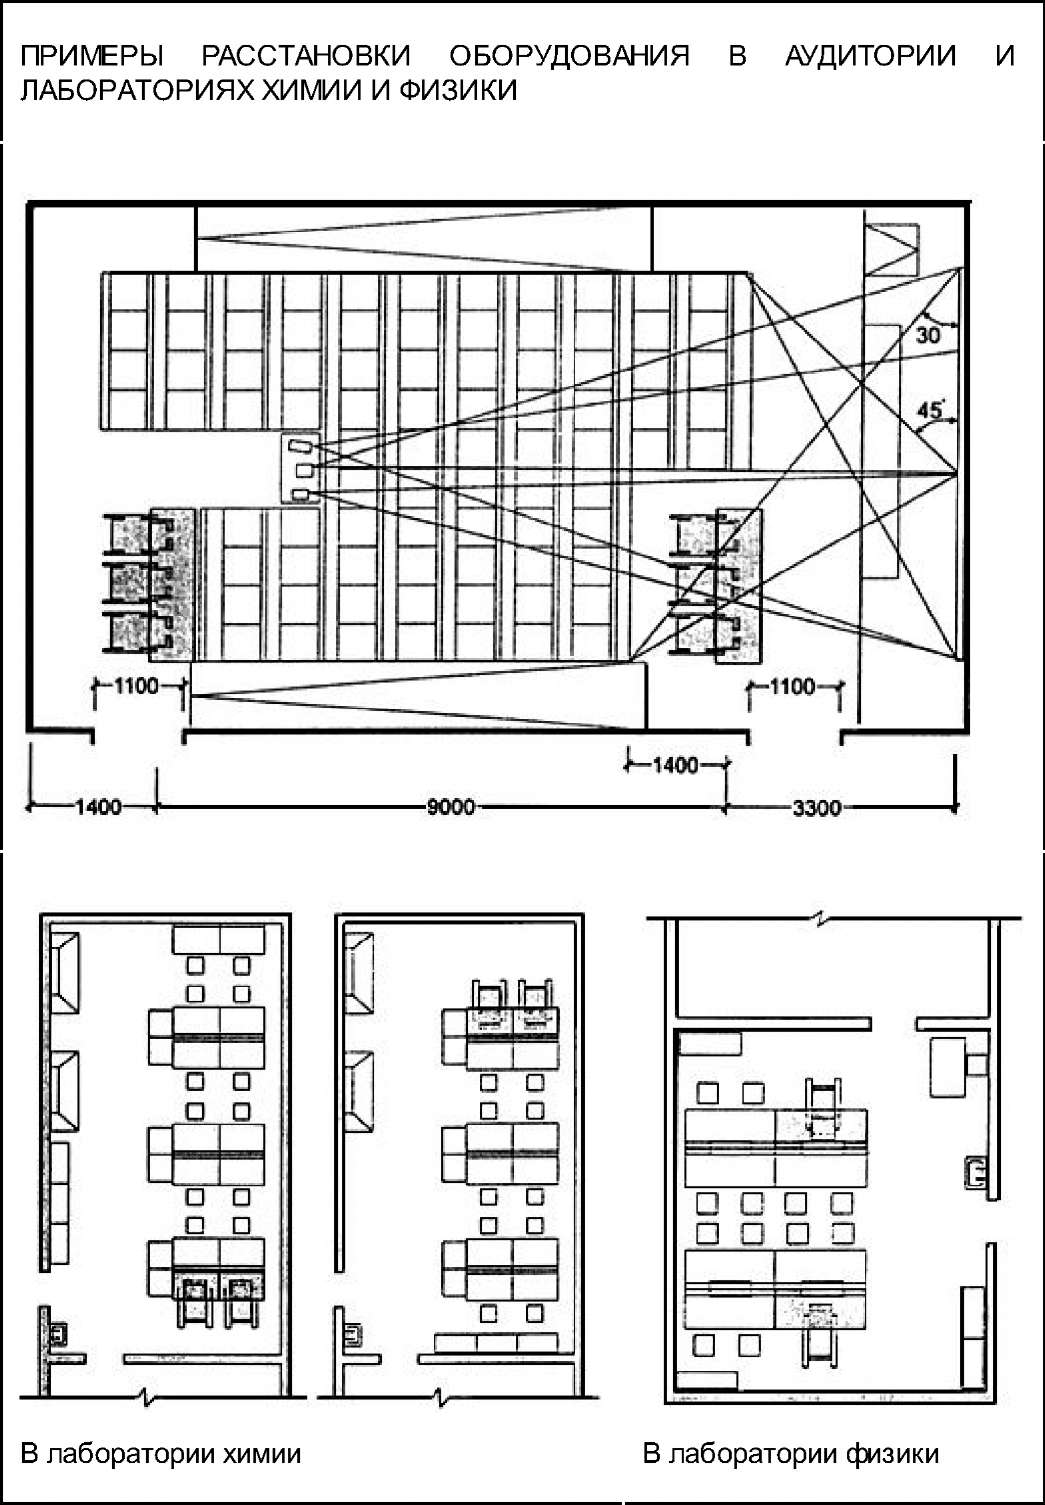 ПРИМЕРЫ РАССТАНОВКИ ОБОРУДОВАНИЯ В АУДИТОРИИ И
ЛАБОРАТОРИЯХ ХИМИИ И ФИЗИКИ
30
45°
1100
1100
1400
1400
9000
3300
В лаборатории химии
В лаборатории физики